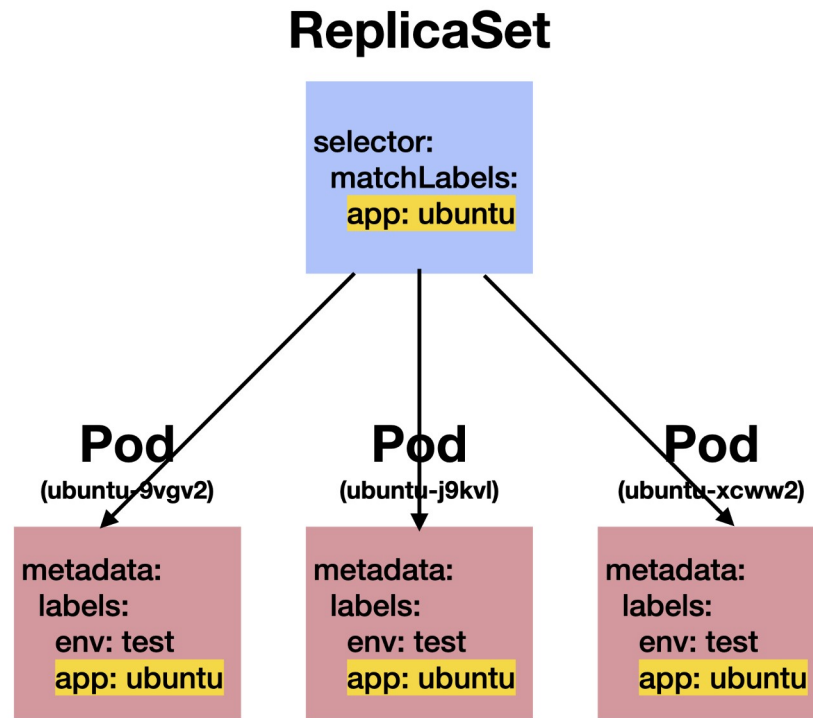 ReplicaSet
selector:
matchLabels:
app: ubuntu
Pod
(ubuntu-9vgv2)
metadata:
labels:
env: test
app: ubuntu
Pod
(ubuntu-j9kvl)
metadata:
labels:
env: test
app: ubuntu
Pod
(ubuntu-xcww2)
metadata:
labels:
env: test
app: ubuntu